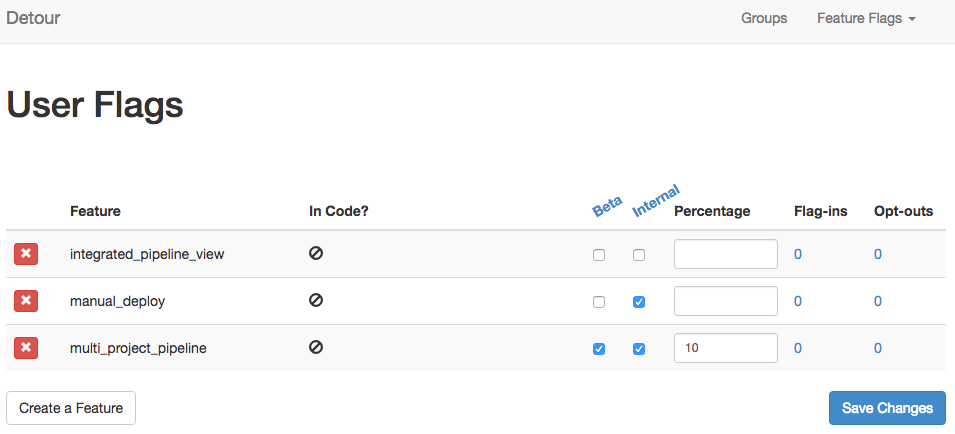 Detour Groups Feature Flags
User Flags
Feature In Code? Beta Internal Percentage Flag-ins Opt-outs
integrated_pipeline_view 0 0
manual_deploy 0 0
multi_project_pipeline 10 0 0
Create a Feature Save Changes